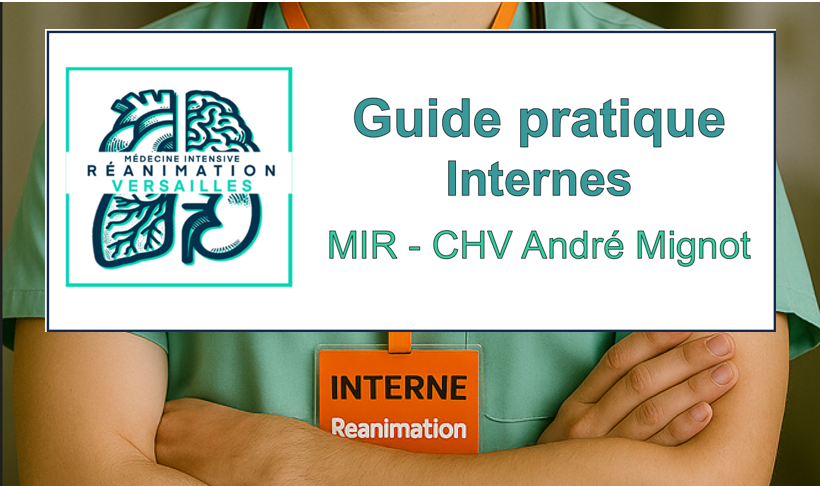 MÉDECINE INTENSIVE
RÉANIMATION
VERSAILLES
Guide pratique
Internes
MIR - CHV André Mignot
INTERNE
Reanimation